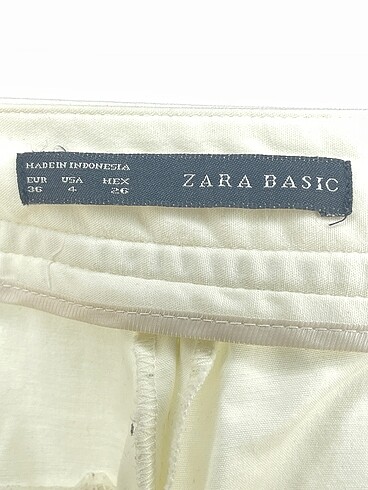 MADE IN INDONESIA
EUR USA MEX
36 4 26
ZARA BASIC